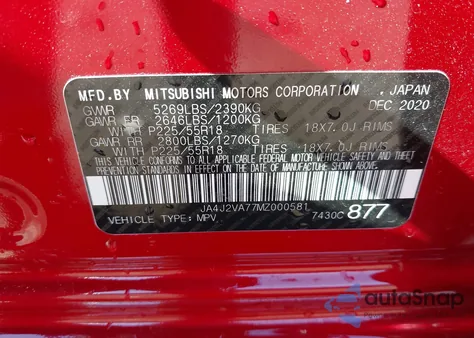 MFD.BY MITSUBISHI MOTORS CORPORATION , JAPAN
GVWR 5269LBS/2390KG DEC 2020
GAWR FR 2646LBS/1200KG
WITH P225/55R18 TIRES 18X7.0J RIMS
GAWR RR 2800LBS/1270KG
WITH P225/55R18 TIRES 18X7.0J RIMS
THIS VEHICLE CONFORMS TO ALL APPLICABLE FEDERAL MOTOR VEHICLE
SAFETY, BUMPER AND THEFT PREVENTION STANDARDS
IN EFFECT ON THE DATE OF MANUFACTURE SHOWN ABOVE.
JA4J2VA77MZ000581
VEHICLE TYPE: MPV. 7430C 877
autoSnap